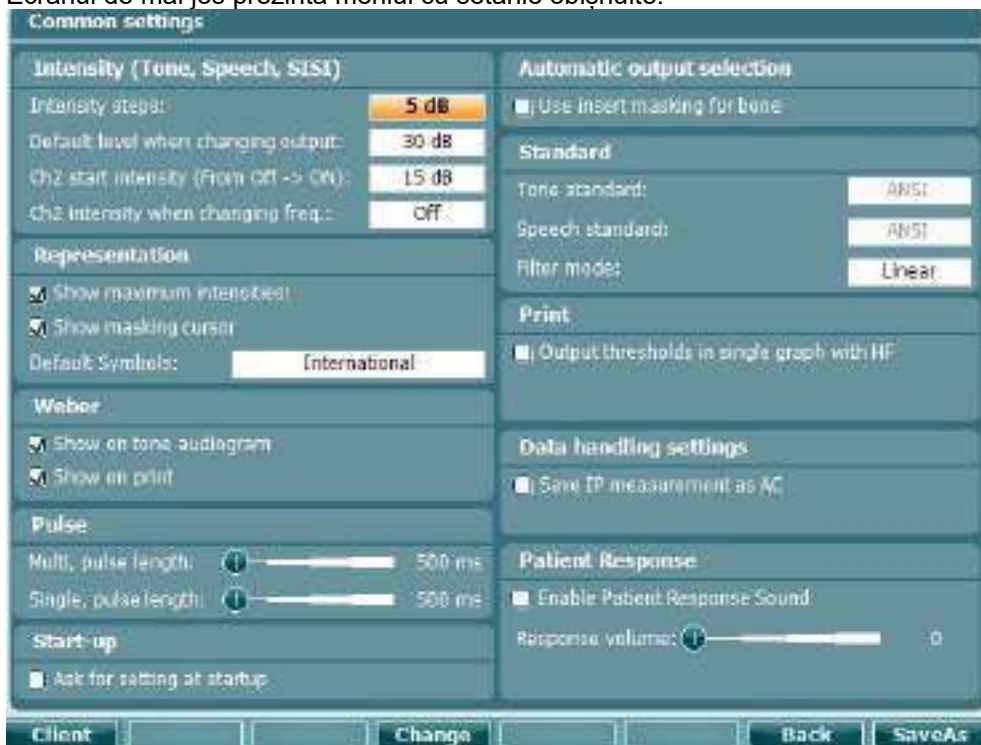 Ecranul de mai jos prezintă meniul cu setările obișnuite.
Common settings
Intensity (Tone, Speech, SISI)
Intensity steps: 5 dB
Default level when changing output: 30 dB
Ch2 start intensity (From Off -> ON): 15 dB
Ch2 intensity when changing freq.: Off
Representation
Show maximum intensities:
Show masking cursor
Default Symbols: International
Weber
Show on tone audiogram
Show on print
Pulse
Multi, pulse length: 500 ms
Single, pulse length: 500 ms
Start-up
Ask for setting at startup
Automatic output selection
Use insert masking for bone
Standard
Tone standard: ANSI
Speech standard: ANSI
Filter mode: Linear
Print
Output thresholds in single graph with HF
Data handling settings
Save IP measurement as AC
Patient Response
Enable Patient Response Sound
Response volume: 0
Client Change Back SaveAs